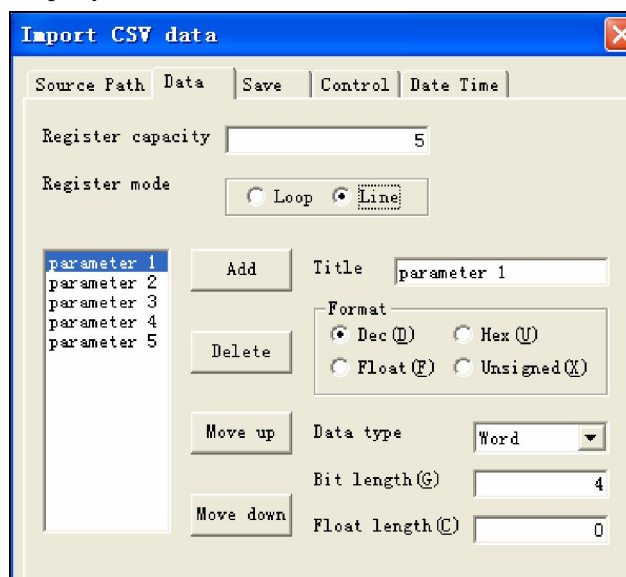 Import CSV data
Source Path Data Save Control Date Time
Register capacity 5
Register mode Loop Line
parameter 1
parameter 2
parameter 3
parameter 4
parameter 5
Add
Delete
Move up
Move down
Title parameter 1
Format
Dec(D) Hex(U)
Float(F) Unsigned(X)
Data type Word
Bit length(G) 4
Float length(C) 0